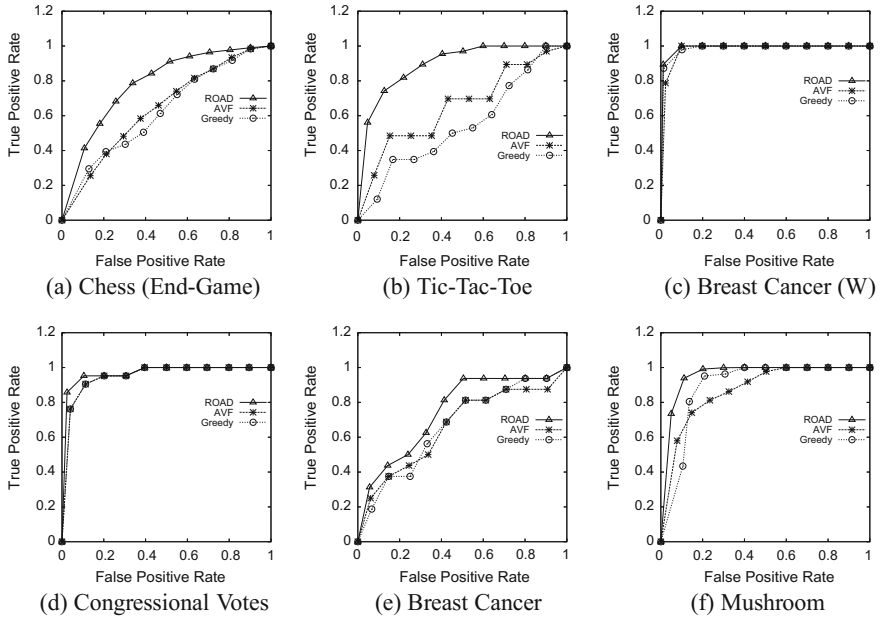 1.2
1
0.8
0.6
0.4
0.2
0
True Positive Rate
ROAD
AVF
Greedy
0 0.2 0.4 0.6 0.8 1
False Positive Rate
(a) Chess (End-Game)
1.2
1
0.8
0.6
0.4
0.2
0
True Positive Rate
ROAD
AVF
Greedy
0 0.2 0.4 0.6 0.8 1
False Positive Rate
(b) Tic-Tac-Toe
1.2
1
0.8
0.6
0.4
0.2
0
True Positive Rate
ROAD
AVF
Greedy
0 0.2 0.4 0.6 0.8 1
False Positive Rate
(c) Breast Cancer (W)
1.2
1
0.8
0.6
0.4
0.2
0
True Positive Rate
ROAD
AVF
Greedy
0 0.2 0.4 0.6 0.8 1
False Positive Rate
(d) Congressional Votes
1.2
1
0.8
0.6
0.4
0.2
0
True Positive Rate
ROAD
AVF
Greedy
0 0.2 0.4 0.6 0.8 1
False Positive Rate
(e) Breast Cancer
1.2
1
0.8
0.6
0.4
0.2
0
True Positive Rate
ROAD
AVF
Greedy
0 0.2 0.4 0.6 0.8 1
False Positive Rate
(f) Mushroom